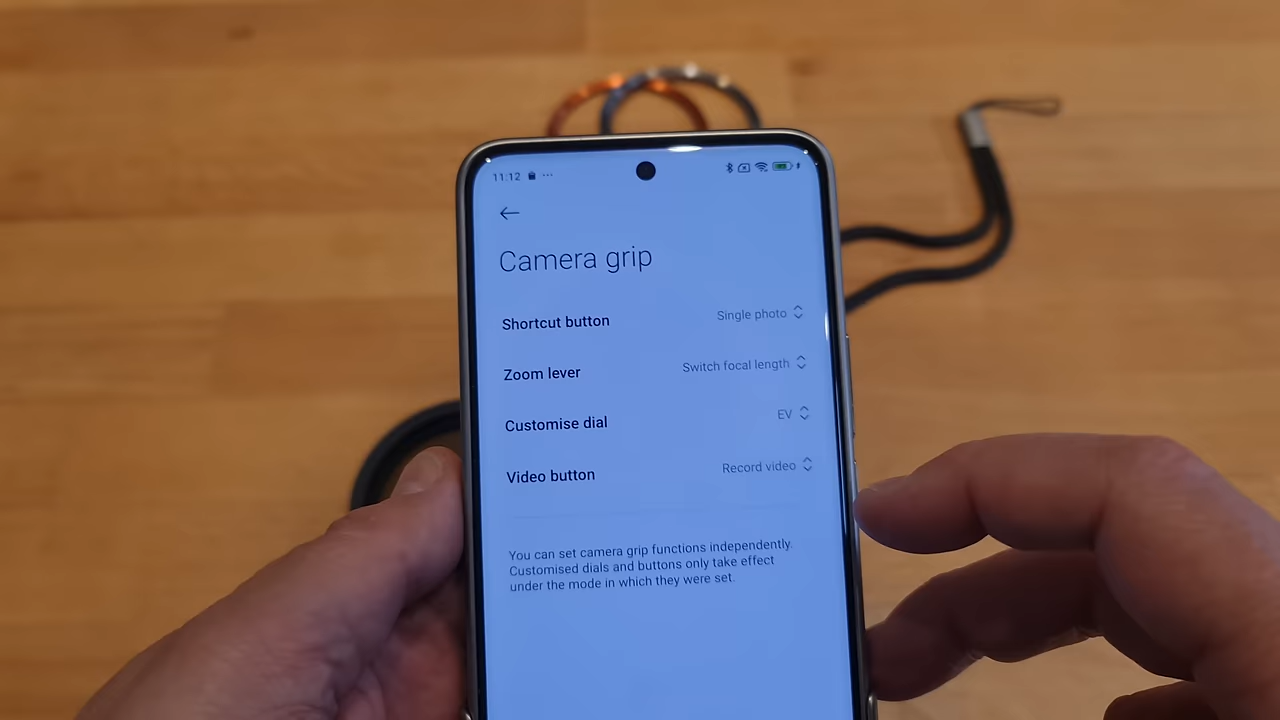 11:12 ...
Camera grip
Shortcut button Single photo
Zoom lever Switch focal length
Customise dial EV
Video button Record video
You can set camera grip functions independently.
Customised dials and buttons only take effect
under the mode in which they were set.